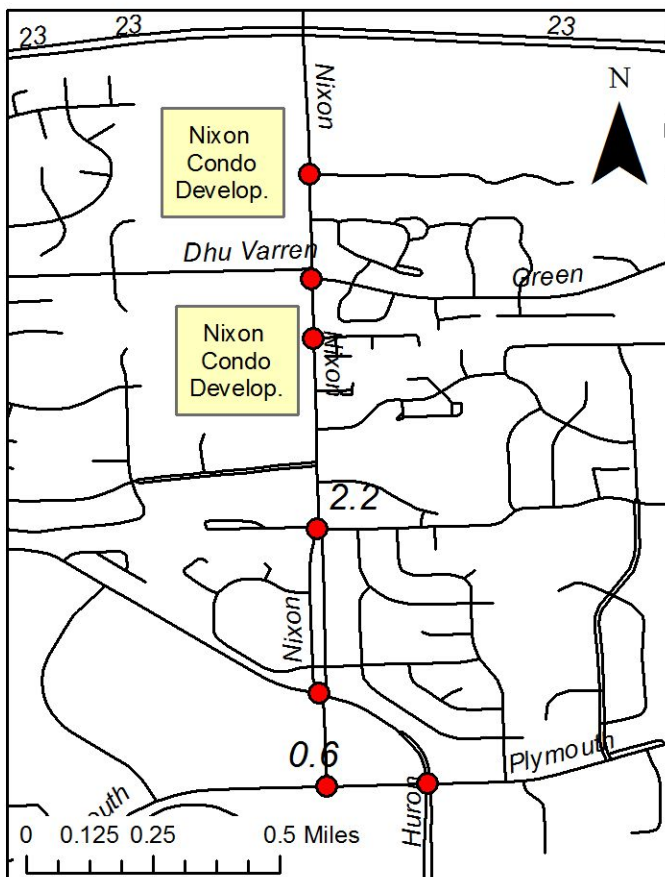 23
23
23
Nixon
N
Nixon
Condo
Develop.
Dhu Varren
Green
Nixon
Condo
Develop.
Nixon
2.2
Nixon
0.6
Plymouth
outh
Huron
0 0.125 0.25 0.5 Miles